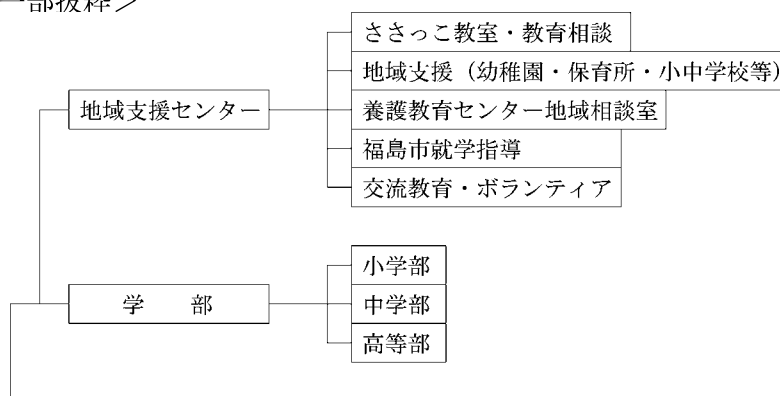 一部抜粋＞
ささっこ教室・教育相談
地域支援（幼稚園・保育所・小中学校等）
地域支援センター
養護教育センター地域相談室
福島市就学指導
交流教育・ボランティア
小学部
学　　部
中学部
高等部